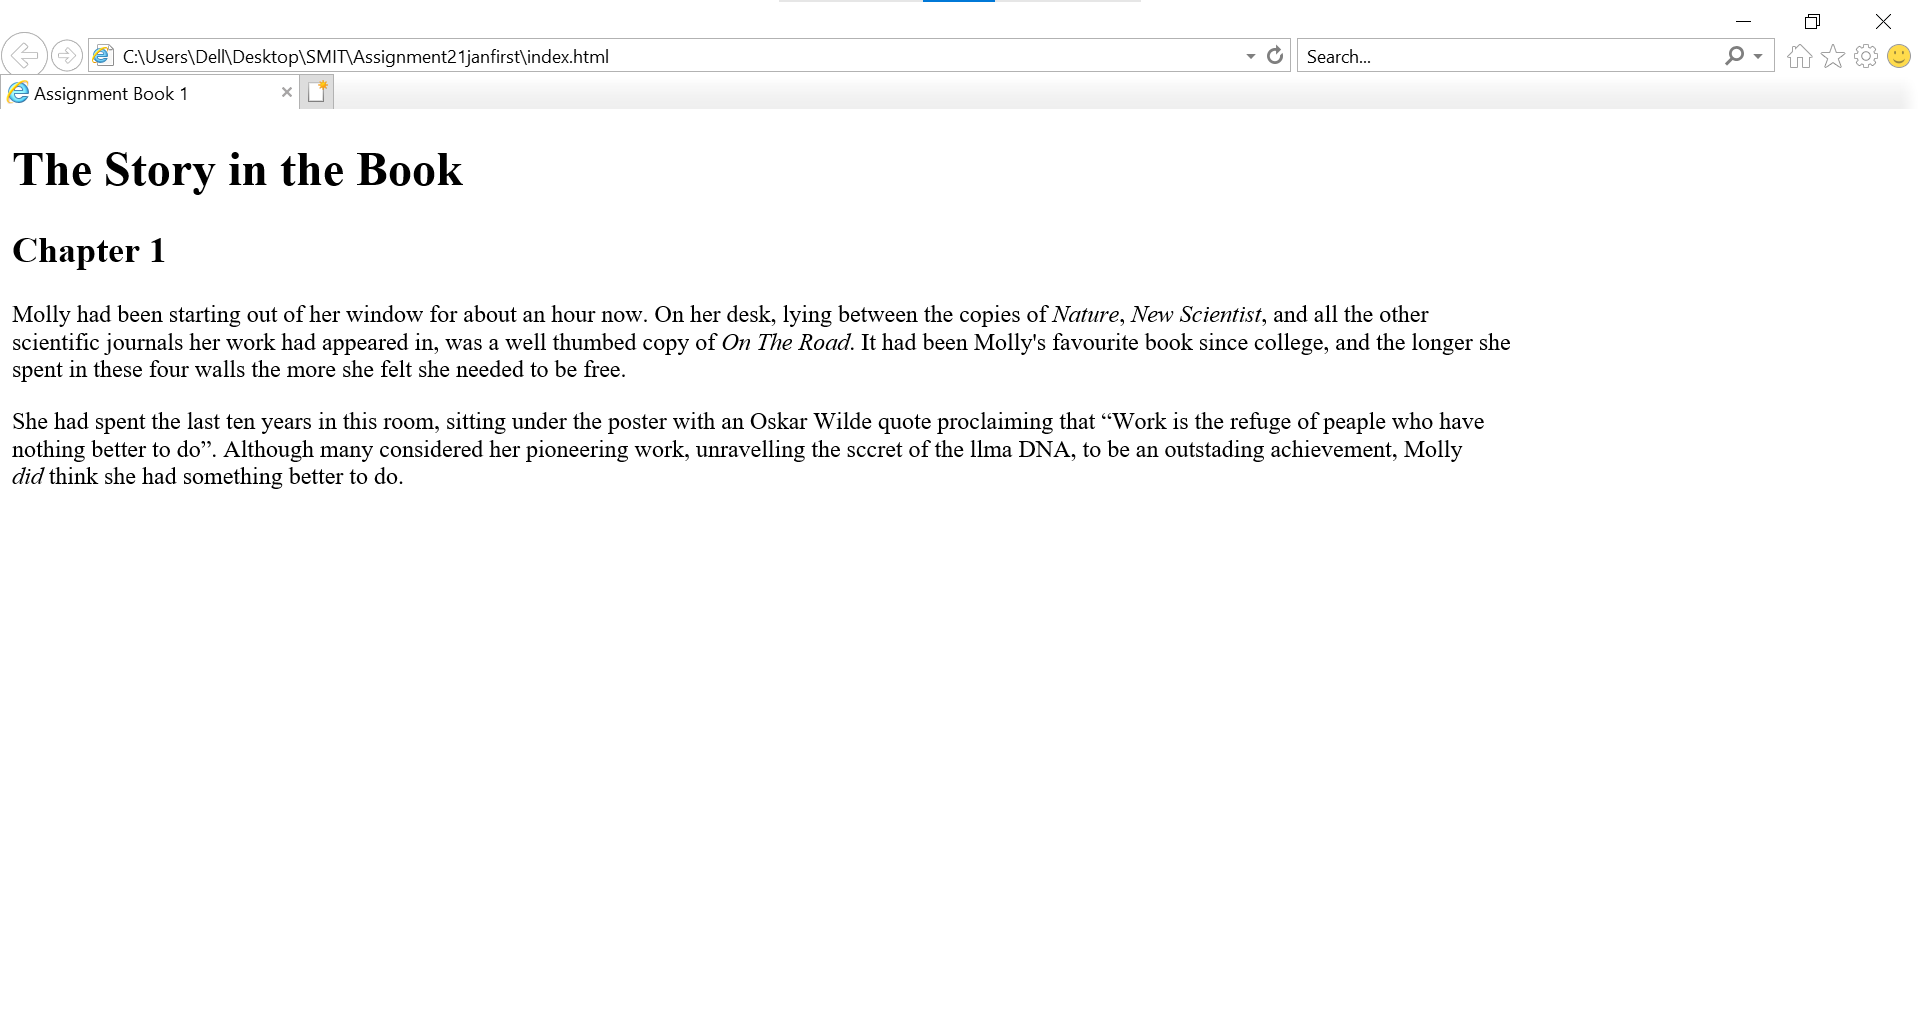 C:\Users\Dell\Desktop\SMIT\Assignment21janfirst\index.html
Search...
Assignment Book 1
The Story in the Book
Chapter 1
Molly had been starting out of her window for about an hour now. On her desk, lying between the copies of Nature, New Scientist, and all the other
scientific journals her work had appeared in, was a well thumbed copy of On The Road. It had been Molly's favourite book since college, and the longer she
spent in these four walls the more she felt she needed to be free.
She had spent the last ten years in this room, sitting under the poster with an Oskar Wilde quote proclaiming that “Work is the refuge of peaple who have
nothing better to do”. Although many considered her pioneering work, unravelling the sccret of the llma DNA, to be an outstading achievement, Molly
did think she had something better to do.